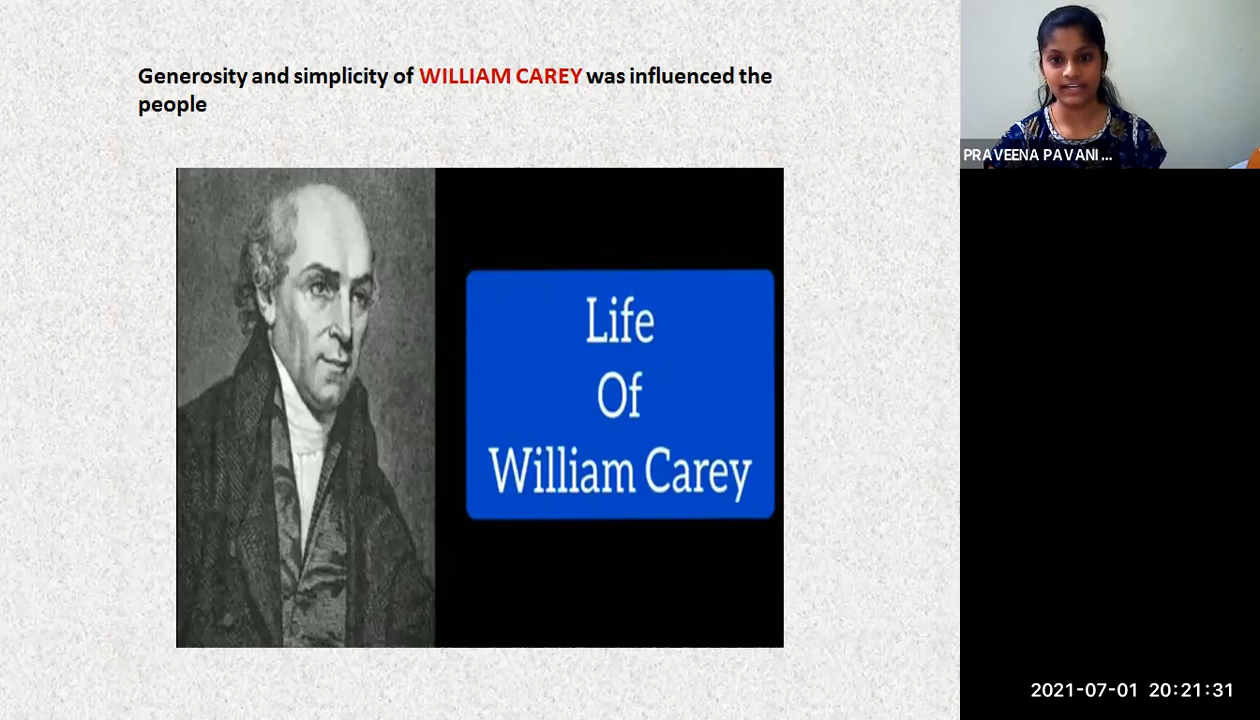 Generosity and simplicity of WILLIAM CAREY was influenced the
people
Life
Of
William Carey
PRAVEENA PAVANI...
2021-07-01 20:21:31